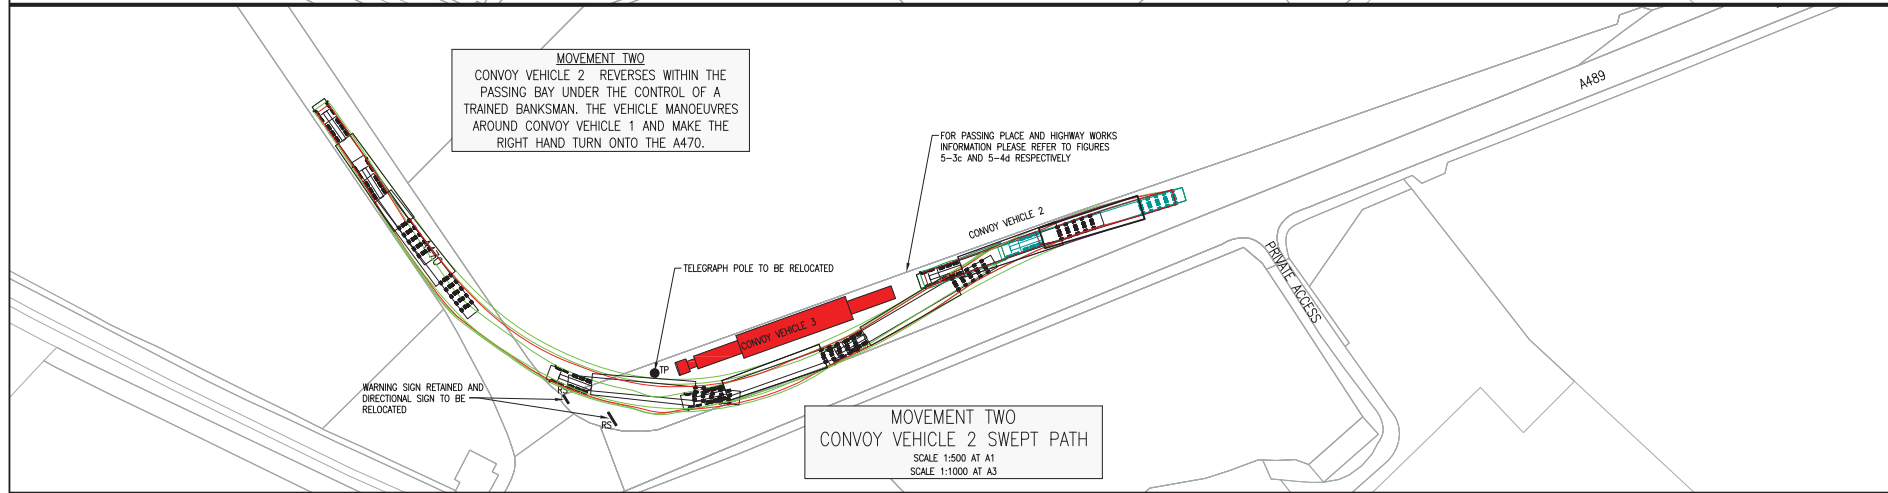 MOVEMENT TWO
CONVOY VEHICLE 2 REVERSES WITHIN THE
PASSING BAY UNDER THE CONTROL OF A
TRAINED BANKSMAN. THE VEHICLE MANOEUVRES
AROUND CONVOY VEHICLE 1 AND MAKE THE
RIGHT HAND TURN ONTO THE A470.
A489
FOR PASSING PLACE AND HIGHWAY WORKS
INFORMATION PLEASE REFER TO FIGURES
5-3c AND 5-4d RESPECTIVELY
CONVOY VEHICLE 2
PRIVATE ACCESS
TELEGRAPH POLE TO BE RELOCATED
CONVOY VEHICLE 3
TP
WARNING SIGN RETAINED AND
DIRECTIONAL SIGN TO BE
RELOCATED
RS
MOVEMENT TWO
CONVOY VEHICLE 2 SWEPT PATH
SCALE 1:500 AT A1
SCALE 1:1000 AT A3